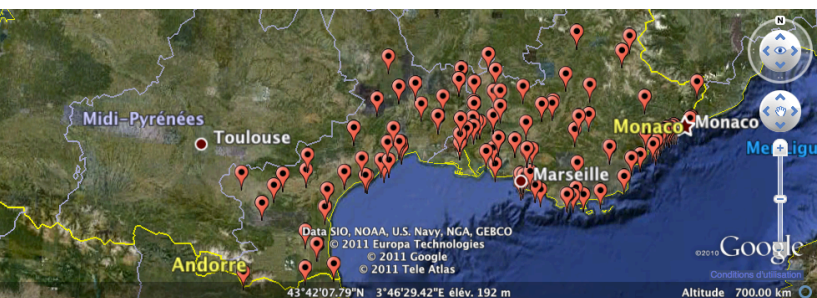 N
Midi-Pyrénées
Toulouse
Monaco
Monaco
Marseille
Andorre
Data SIO, NOAA, U.S. Navy, NGA, GEBCO
© 2011 Europa Technologies
© 2011 Google
© 2011 Tele Atlas
©2010 Google
Conditions d'utilisation
43°42'07.79"N 3°46'29.42"E élév. 192 m
Altitude 700.00 km